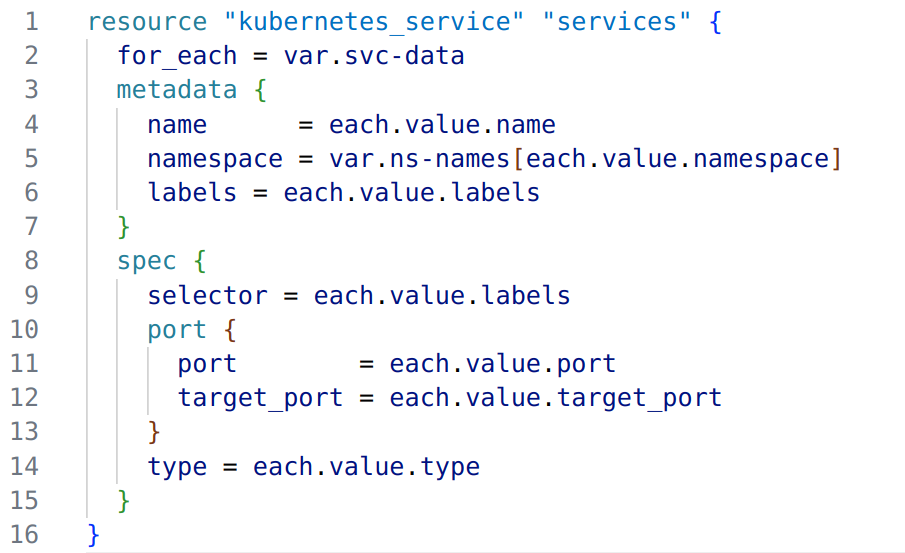 1 resource "kubernetes_service" "services" {
2   for_each = var.svc-data
3   metadata {
4     name      = each.value.name
5     namespace = var.ns-names[each.value.namespace]
6     labels = each.value.labels
7   }
8   spec {
9     selector = each.value.labels
10     port {
11       port        = each.value.port
12       target_port = each.value.target_port
13     }
14     type = each.value.type
15   }
16 }